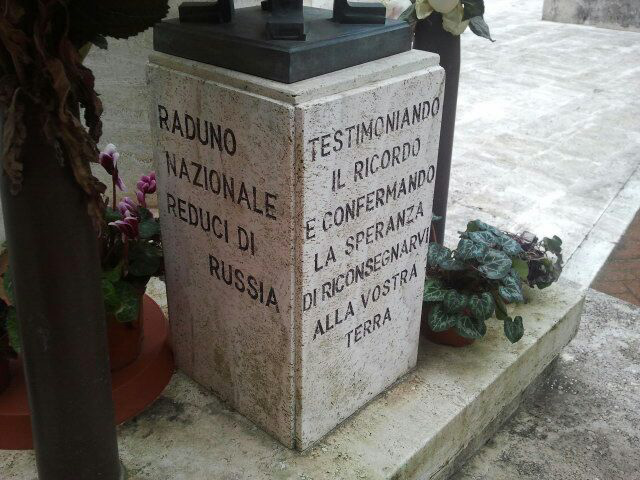 RADUNO
NAZIONALE
REDUCI DI
RUSSIA
TESTIMONIANDO
IL RICORDO
E CONFERMANDO
LA SPERANZA
DI RICONSEGNARVI
ALLA VOSTRA
TERRA